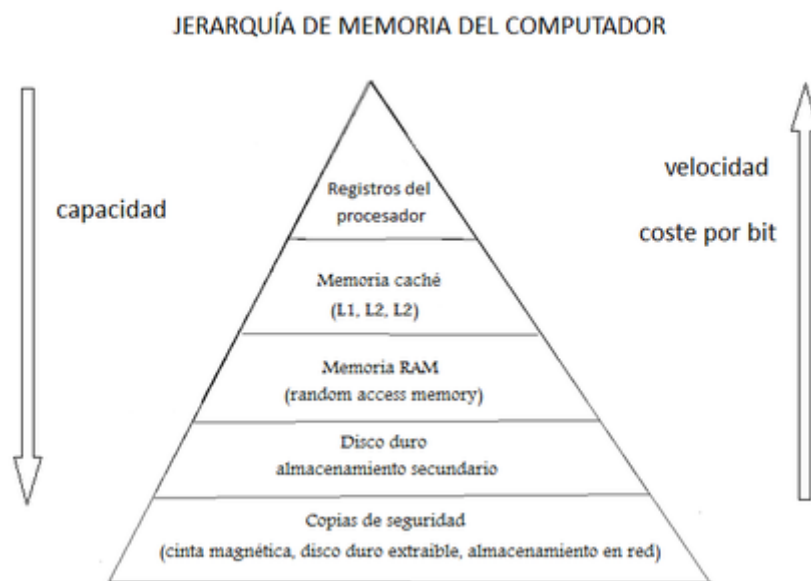 JERARQUÍA DE MEMORIA DEL COMPUTADOR
capacidad
velocidad
coste por bit
Registros del
procesador
Memoria caché
(L1, L2, L2)
Memoria RAM
(random access memory)
Disco duro
almacenamiento secundario
Copias de seguridad
(cinta magnética, disco duro extraible, almacenamiento en red)